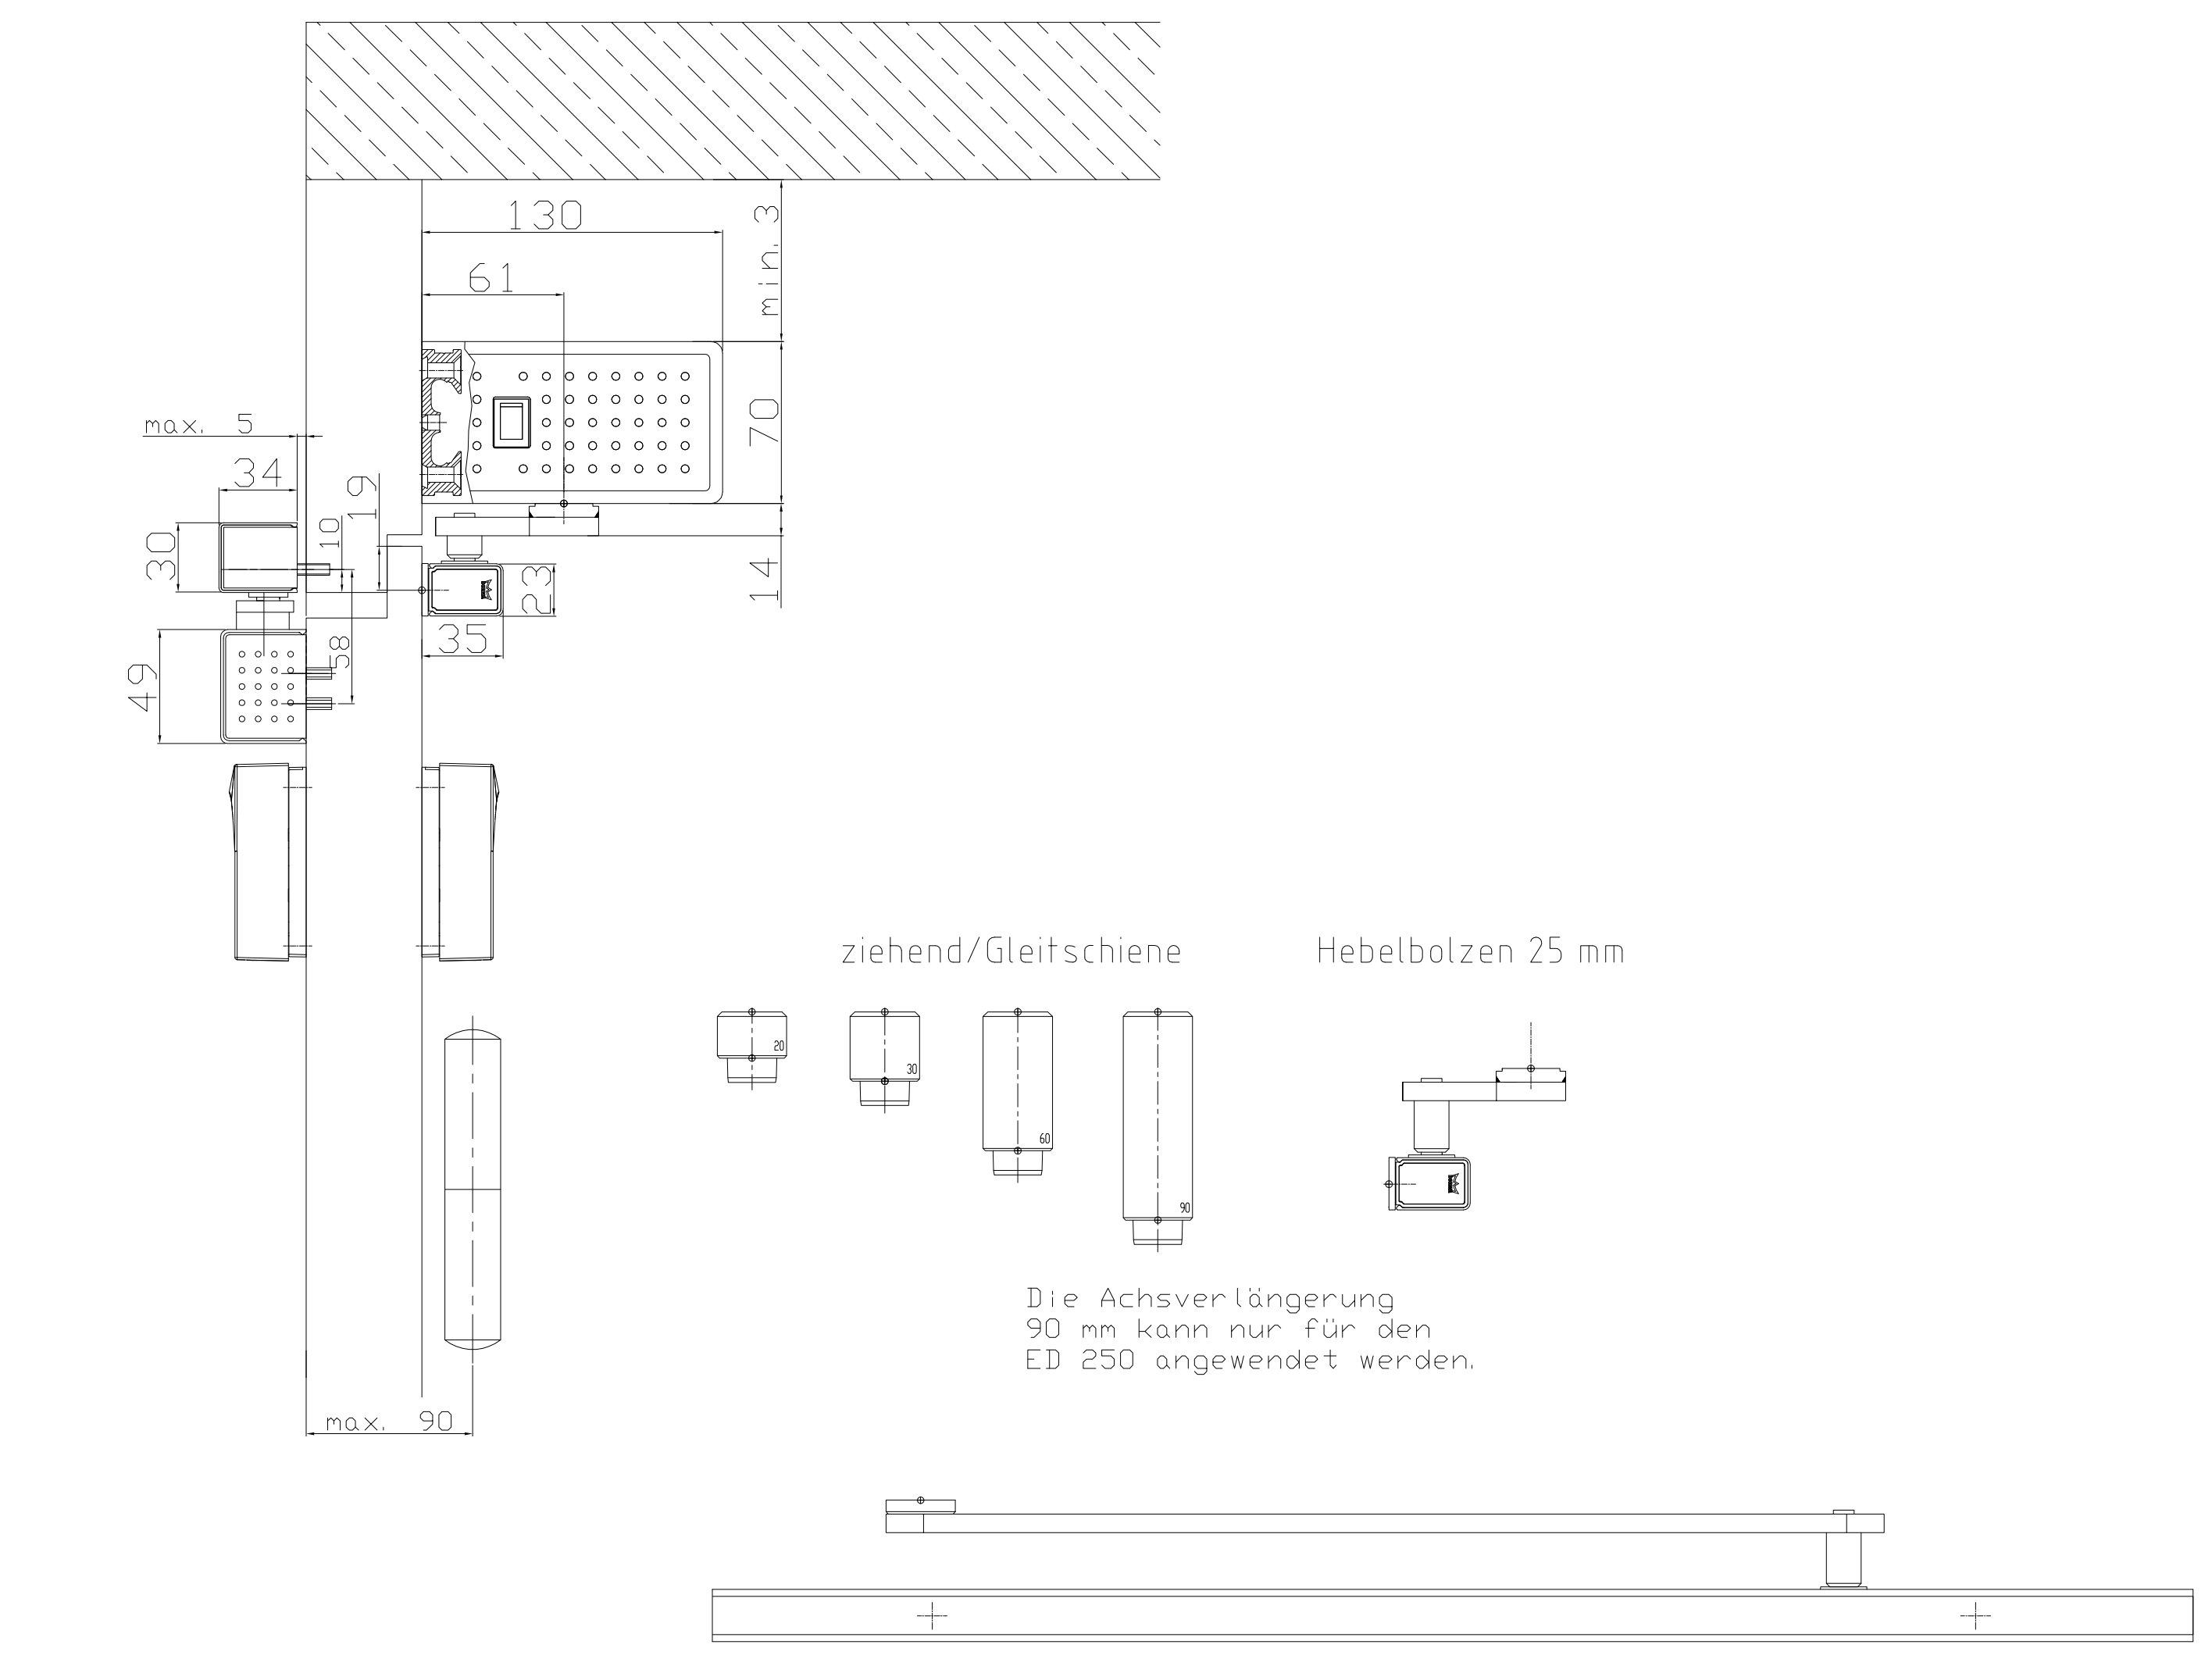 130
min. 3
61
max. 5
70
34
19
10
30
14
23
35
58
49
ziehend/Gleitschiene
Hebelbolzen 25 mm
20
30
60
90
Die Achsverlängerung
90 mm kann nur für den
ED 250 angewendet werden.
max. 90